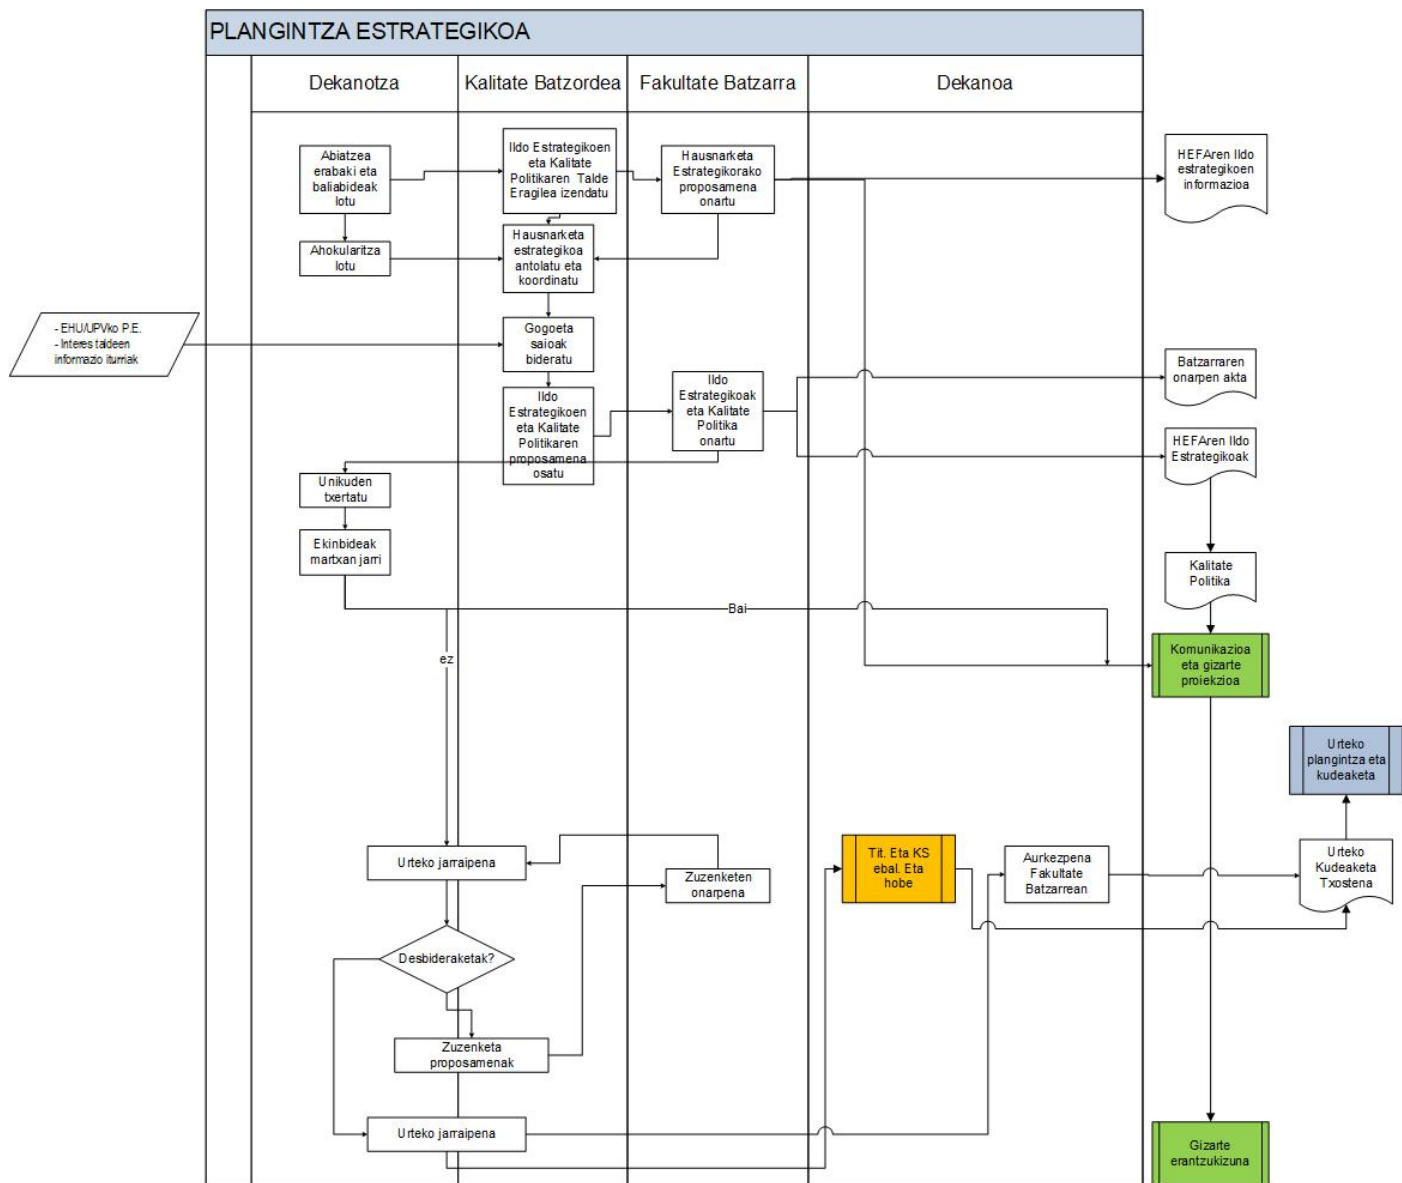 PLANGINTZA ESTRATEGIKOA
Dekanotza
Kalitate Batzordea
Fakultate Batzarra
Dekanoa
Abiatzea
erabaki eta
baliabideak
lotu
Ildo Estrategikoen
eta Kalitate
Politikaren Talde
Eragilea izendatu
Hausnarketa
Estrategikorako
proposamena
onartu
HEFAren Ildo
estrategikoen
informazioa
Ahokularitza
lotu
Hausnarketa
estrategikoa
antolatu eta
koordinatu
- EHU/UPVko P.E.
- Interes taldeen
informazio iturriak
Gogoeta
saioak
bideratu
Ildo
Estrategikoen
eta Kalitate
Politikaren
proposamena
osatu
Ildo
Estrategikoak
eta Kalitate
Politika
onartu
Batzarraren
onarpen akta
HEFAren Ildo
Estrategikoak
Unikuden
txertatu
Ekinbideak
martxan jarri
Kalitate
Politika
Bai
ez
Komunikazioa
eta gizarte
proiekzioa
Urteko
plangintza eta
kudeaketa
Urteko jarraipena
Zuzenketen
onarpena
Tit. Eta KS
ebal. Eta
hobe
Aurkezpena
Fakultate
Batzarrean
Urteko
Kudeaketa
Txostena
Desbideraketak?
Zuzenketa
proposamenak
Urteko jarraipena
Gizarte
erantzukizuna